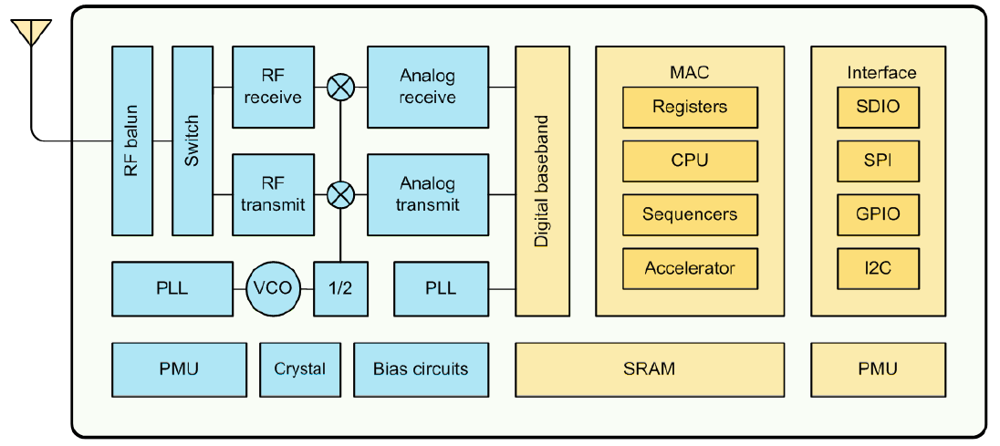 RF balun
Switch
RF
receive
Analog
receive
RF
transmit
Analog
transmit
PLL
VCO
1/2
PLL
Digital baseband
MAC
Registers
CPU
Sequencers
Accelerator
Interface
SDIO
SPI
GPIO
I2C
PMU
Crystal
Bias circuits
SRAM
PMU